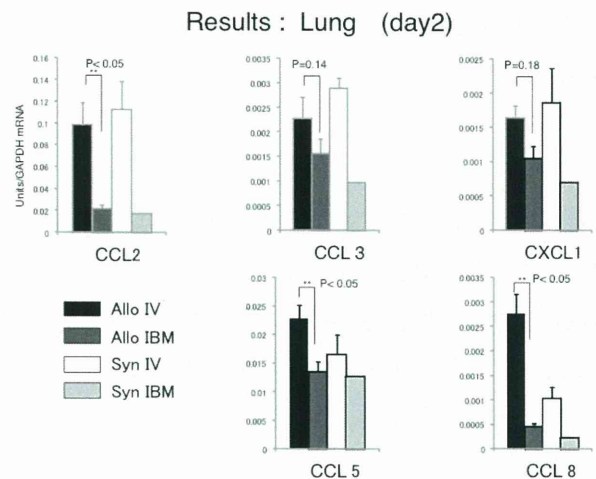 Results : Lung (day2)
Units/GAPDH mRNA
0.16
0.14
0.12
0.1
0.08
0.06
0.04
0.02
0
P< 0.05
**
CCL2
0.0035
0.003
0.0025
0.002
0.0015
0.001
0.0005
0
P=0.14
CCL 3
0.0025
0.002
0.0015
0.001
0.0005
0
P=0.18
CXCL1
Allo IV
Allo IBM
Syn IV
Syn IBM
0.03
0.025
0.02
0.015
0.01
0.005
0
** P< 0.05
CCL 5
0.0035
0.003
0.0025
0.002
0.0015
0.001
0.0005
0
** P< 0.05
CCL 8